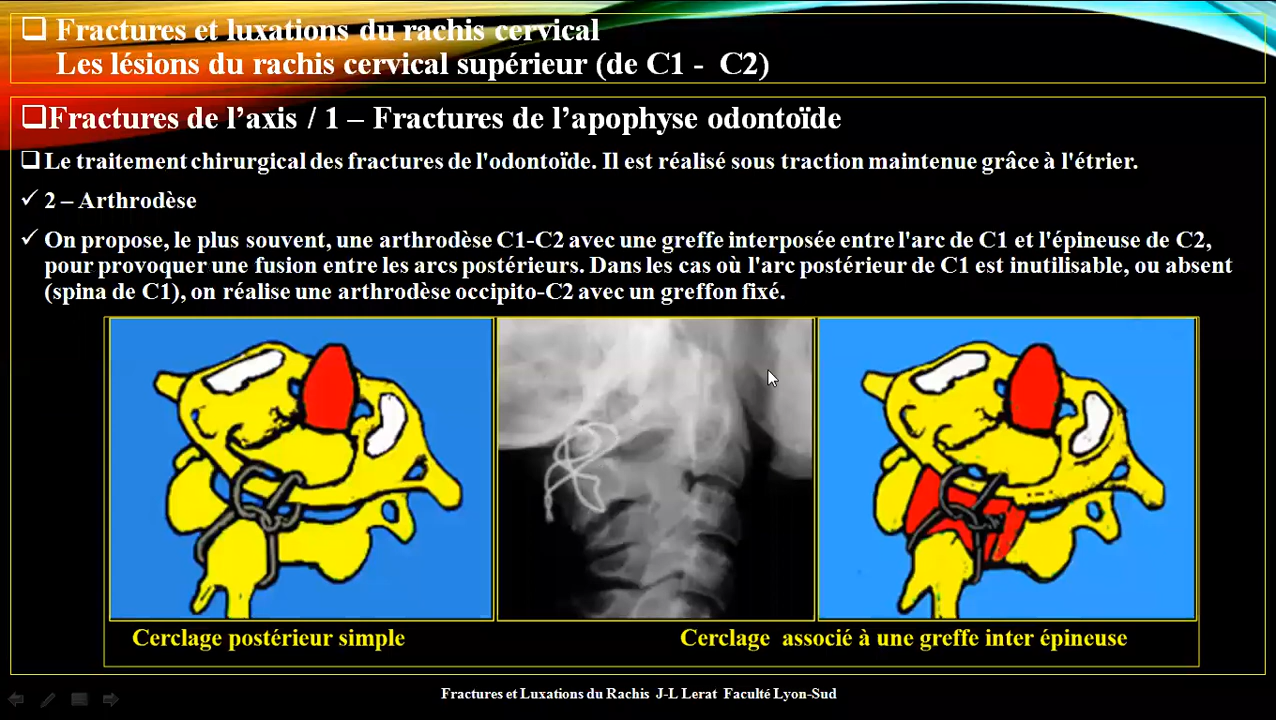 ❑ Fractures et luxations du rachis cervical
Les lésions du rachis cervical supérieur (de C1 - C2)
❑Fractures de l’axis / 1 – Fractures de l’apophyse odontoïde
❑ Le traitement chirurgical des fractures de l'odontoïde. Il est réalisé sous traction maintenue grâce à l'étrier.
✓ 2 – Arthrodèse
✓ On propose, le plus souvent, une arthrodèse C1-C2 avec une greffe interposée entre l'arc de C1 et l'épineuse de C2,
pour provoquer une fusion entre les arcs postérieurs. Dans les cas où l'arc postérieur de C1 est inutilisable, ou absent
(spina de C1), on réalise une arthrodèse occipito-C2 avec un greffon fixé.
Cerclage postérieur simple
Cerclage associé à une greffe inter épineuse
Fractures et Luxations du Rachis J-L Lerat Faculté Lyon-Sud